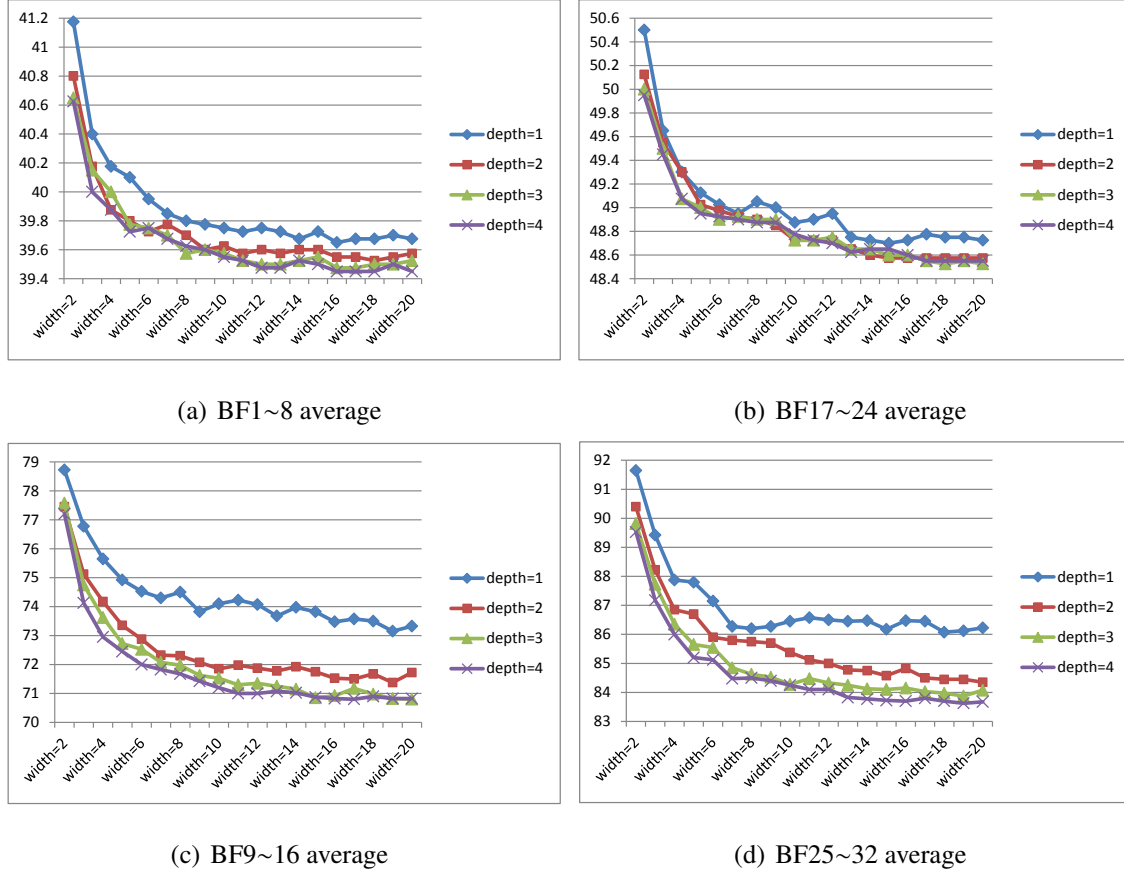 41.2
41
40.8
40.6
40.4
40.2
40
39.8
39.6
39.4
width=2
width=4
width=6
width=8
width=10
width=12
width=14
width=16
width=18
width=20
depth=1
depth=2
depth=3
depth=4
(a) BF1~8 average
50.6
50.4
50.2
50
49.8
49.6
49.4
49.2
49
48.8
48.6
48.4
width=2
width=4
width=6
width=8
width=10
width=12
width=14
width=16
width=18
width=20
depth=1
depth=2
depth=3
depth=4
(b) BF17~24 average
79
78
77
76
75
74
73
72
71
70
width=2
width=4
width=6
width=8
width=10
width=12
width=14
width=16
width=18
width=20
depth=1
depth=2
depth=3
depth=4
(c) BF9~16 average
92
91
90
89
88
87
86
85
84
83
width=2
width=4
width=6
width=8
width=10
width=12
width=14
width=16
width=18
width=20
depth=1
depth=2
depth=3
depth=4
(d) BF25~32 average